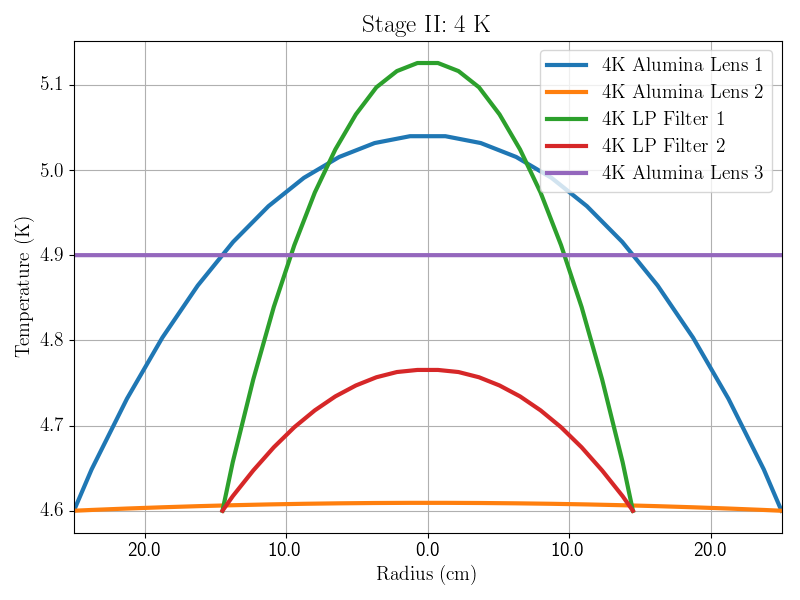 Stage II: 4 K
4K Alumina Lens 1
4K Alumina Lens 2
4K LP Filter 1
4K LP Filter 2
4K Alumina Lens 3
Temperature (K)
5.1
5.0
4.9
4.8
4.7
4.6
20.0 10.0 0.0 10.0 20.0
Radius (cm)